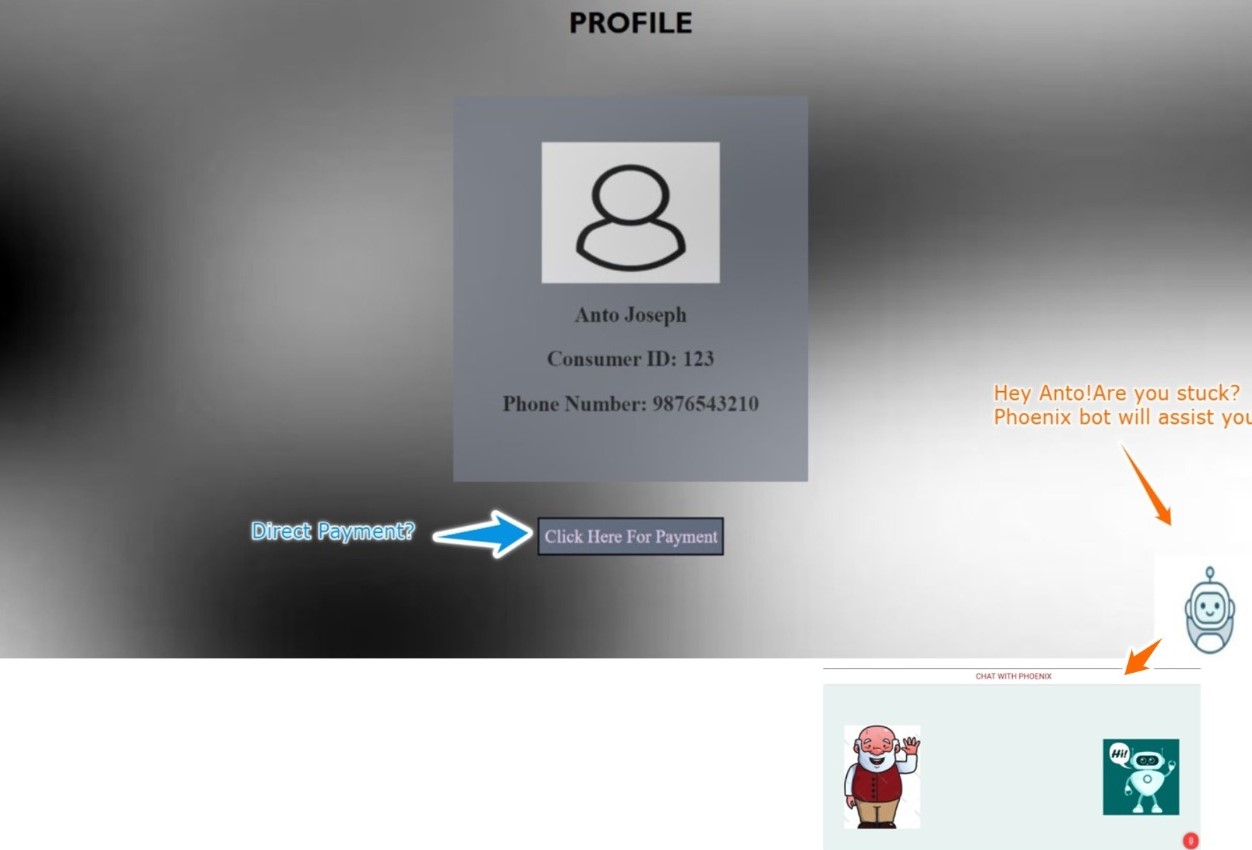 PROFILE
Anto Joseph
Consumer ID: 123
Phone Number: 9876543210
Hey Anto!Are you stuck?
Phoenix bot will assist you
Direct Payment?
Click Here For Payment
CHAT WITH PHOENIX
Hi!